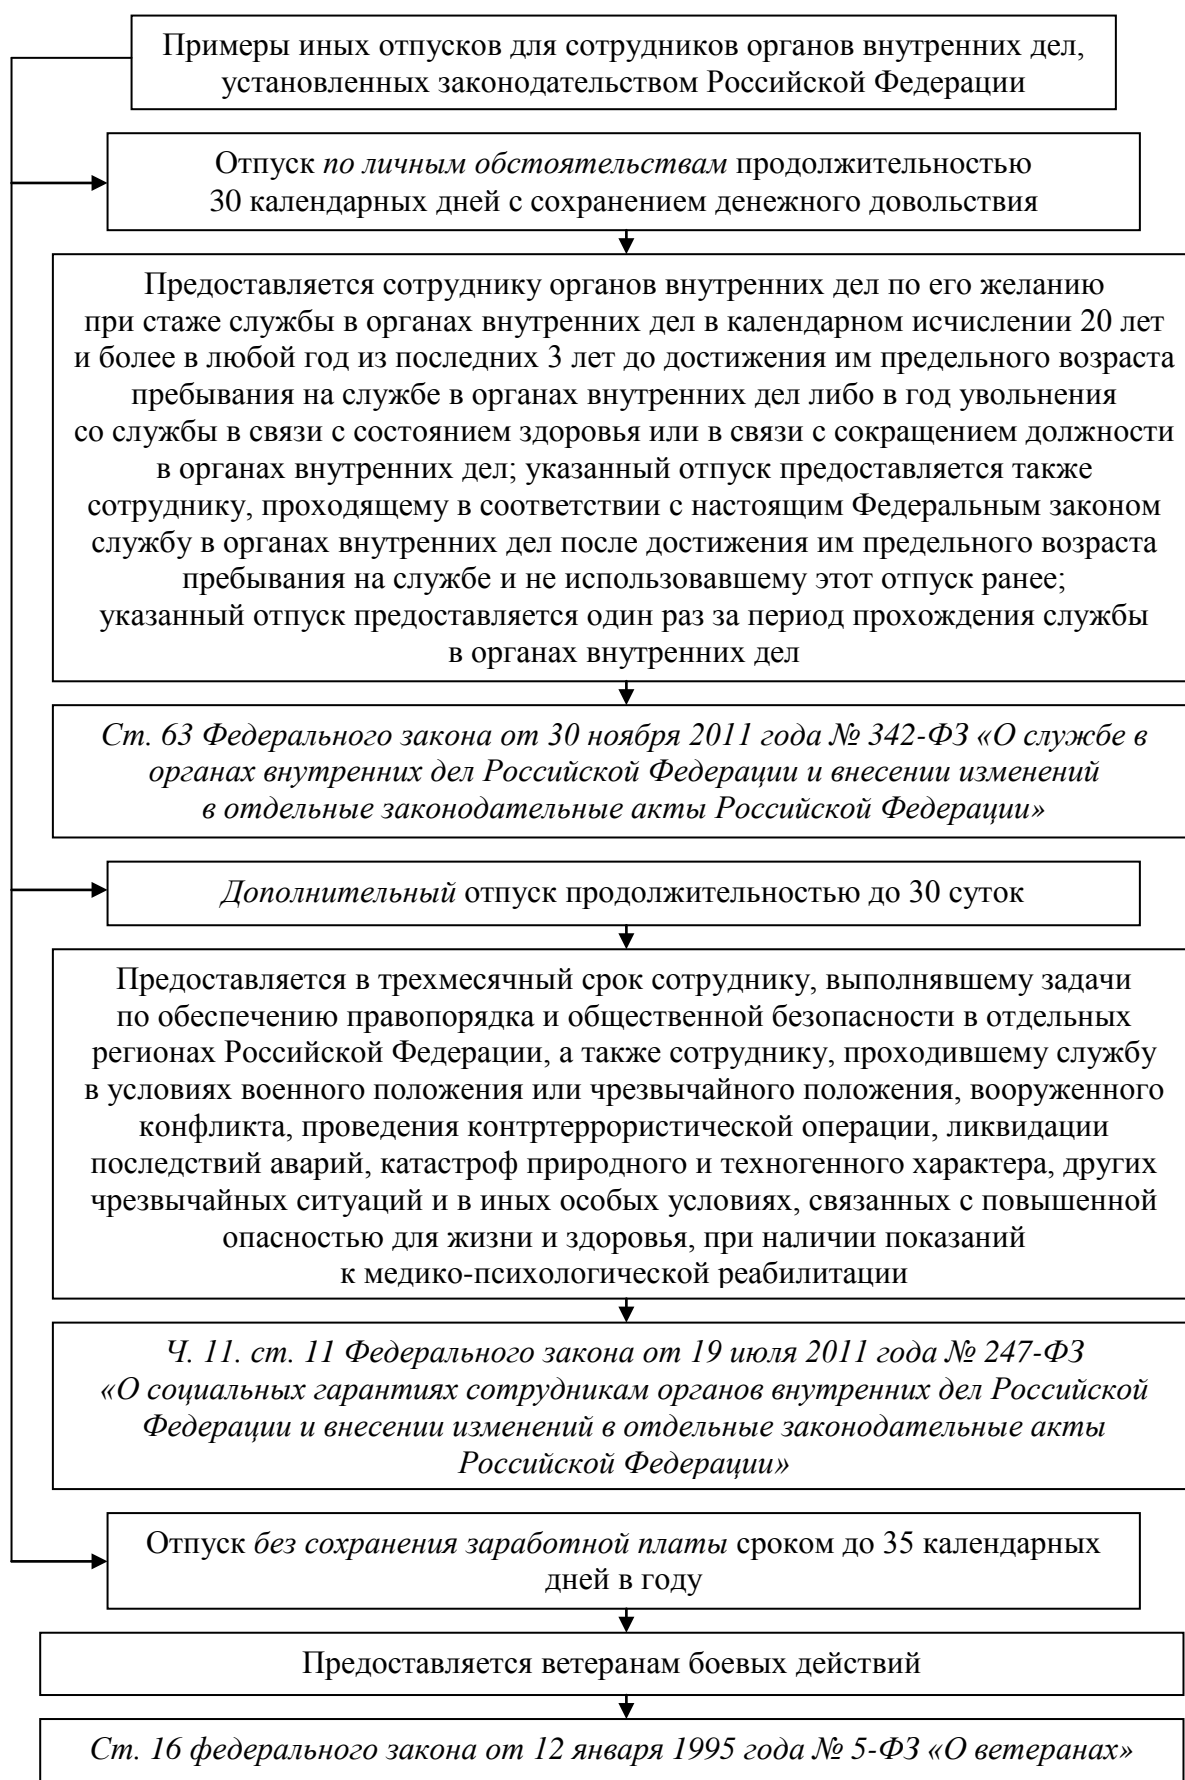 Примеры иных отпусков для сотрудников органов внутренних дел,
установленных законодательством Российской Федерации
Отпуск по личным обстоятельствам продолжительностью
30 календарных дней с сохранением денежного довольствия
Предоставляется сотруднику органов внутренних дел по его желанию
при стаже службы в органах внутренних дел в календарном исчислении 20 лет
и более в любой год из последних 3 лет до достижения им предельного возраста
пребывания на службе в органах внутренних дел либо в год увольнения
со службы в связи с состоянием здоровья или в связи с сокращением должности
в органах внутренних дел; указанный отпуск предоставляется также
сотруднику, проходящему в соответствии с настоящим Федеральным законом
службу в органах внутренних дел после достижения им предельного возраста
пребывания на службе и не использовавшему этот отпуск ранее;
указанный отпуск предоставляется один раз за период прохождения службы
в органах внутренних дел
Ст. 63 Федерального закона от 30 ноября 2011 года № 342-ФЗ «О службе в
органах внутренних дел Российской Федерации и внесении изменений
в отдельные законодательные акты Российской Федерации»
Дополнительный отпуск продолжительностью до 30 суток
Предоставляется в трехмесячный срок сотруднику, выполнявшему задачи
по обеспечению правопорядка и общественной безопасности в отдельных
регионах Российской Федерации, а также сотруднику, проходившему службу
в условиях военного положения или чрезвычайного положения, вооруженного
конфликта, проведения контртеррористической операции, ликвидации
последствий аварий, катастроф природного и техногенного характера, других
чрезвычайных ситуаций и в иных особых условиях, связанных с повышенной
опасностью для жизни и здоровья, при наличии показаний
к медико-психологической реабилитации
Ч. 11. ст. 11 Федерального закона от 19 июля 2011 года № 247-ФЗ
«О социальных гарантиях сотрудникам органов внутренних дел Российской
Федерации и внесении изменений в отдельные законодательные акты
Российской Федерации»
Отпуск без сохранения заработной платы сроком до 35 календарных
дней в году
Предоставляется ветеранам боевых действий
Ст. 16 федерального закона от 12 января 1995 года № 5-ФЗ «О ветеранах»